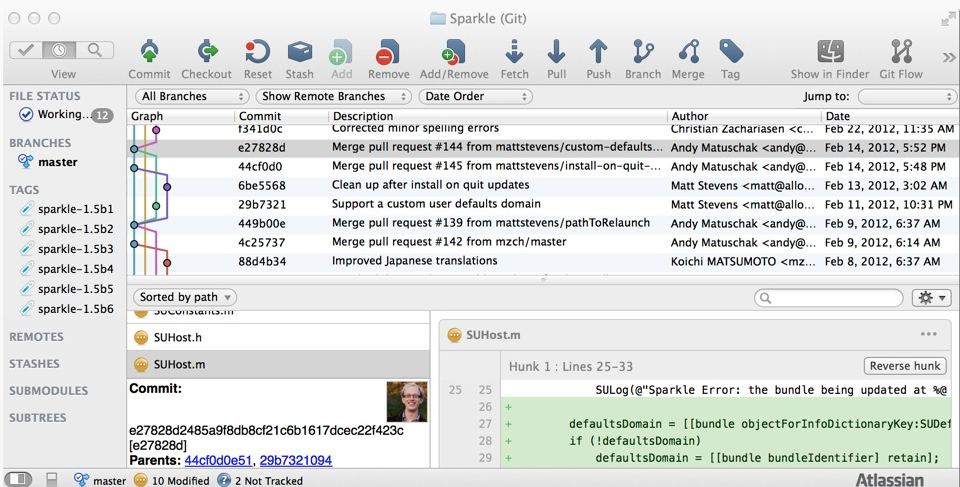 Sparkle (Git)
View
Commit
Checkout
Reset
Stash
Add
Remove
Add/Remove
Fetch
Pull
Push
Branch
Merge
Tag
Show in Finder
Git Flow
FILE STATUS
Working... 12
BRANCHES
master
TAGS
sparkle-1.5b1
sparkle-1.5b2
sparkle-1.5b3
sparkle-1.5b4
sparkle-1.5b5
sparkle-1.5b6
REMOTES
STASHES
SUBMODULES
SUBTREES
All Branches Show Remote Branches Date Order Jump to:
Graph Commit Description Author Date
f341d0c Corrected minor spelling errors Christian Zachariasen <c... Feb 22, 2012, 11:35 AM
e27828d Merge pull request #144 from mattstevens/custom-defaults... Andy Matuschak <andy@... Feb 14, 2012, 5:52 PM
44cf0d0 Merge pull request #145 from mattstevens/install-on-quit-... Andy Matuschak <andy@... Feb 14, 2012, 5:48 PM
6be5568 Clean up after install on quit updates Matt Stevens <matt@allo... Feb 13, 2012, 3:02 AM
29b7321 Support a custom user defaults domain Matt Stevens <matt@allo... Feb 11, 2012, 10:31 PM
449b00e Merge pull request #139 from mattstevens/pathToRelaunch Andy Matuschak <andy@... Feb 9, 2012, 6:37 AM
4c25737 Merge pull request #142 from mzch/master Andy Matuschak <andy@... Feb 9, 2012, 6:14 AM
88d4b34 Improved Japanese translations Koichi MATSUMOTO <mz... Feb 8, 2012, 6:37 AM
Sorted by path
SUConstants.m
SUHost.h
SUHost.m
Commit:
e27828d2485a9f8db8cf21c6b1617dcec22f423c
[e27828d]
Parents: 44cf0d0e51, 29b7321094
SUHost.m
Hunk 1 : Lines 25-33 Reverse hunk
25 25 SULog(@"Sparkle Error: the bundle being updated at %@
26 +
27 + defaultsDomain = [[bundle objectForInfoDictionaryKey:SUDef
28 + if (!defaultsDomain)
29 + defaultsDomain = [[bundle bundleIdentifier] retain];
master 10 Modified 2 Not Tracked Atlassian